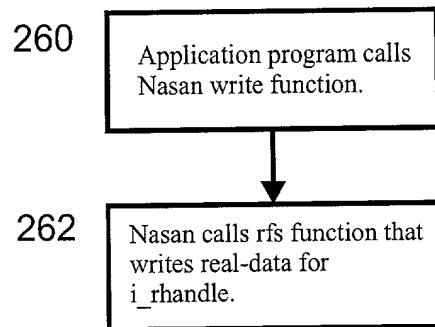 260
Application program calls
Nasan write function.
262
Nasan calls rfs function that
writes real-data for
i_rhandle.